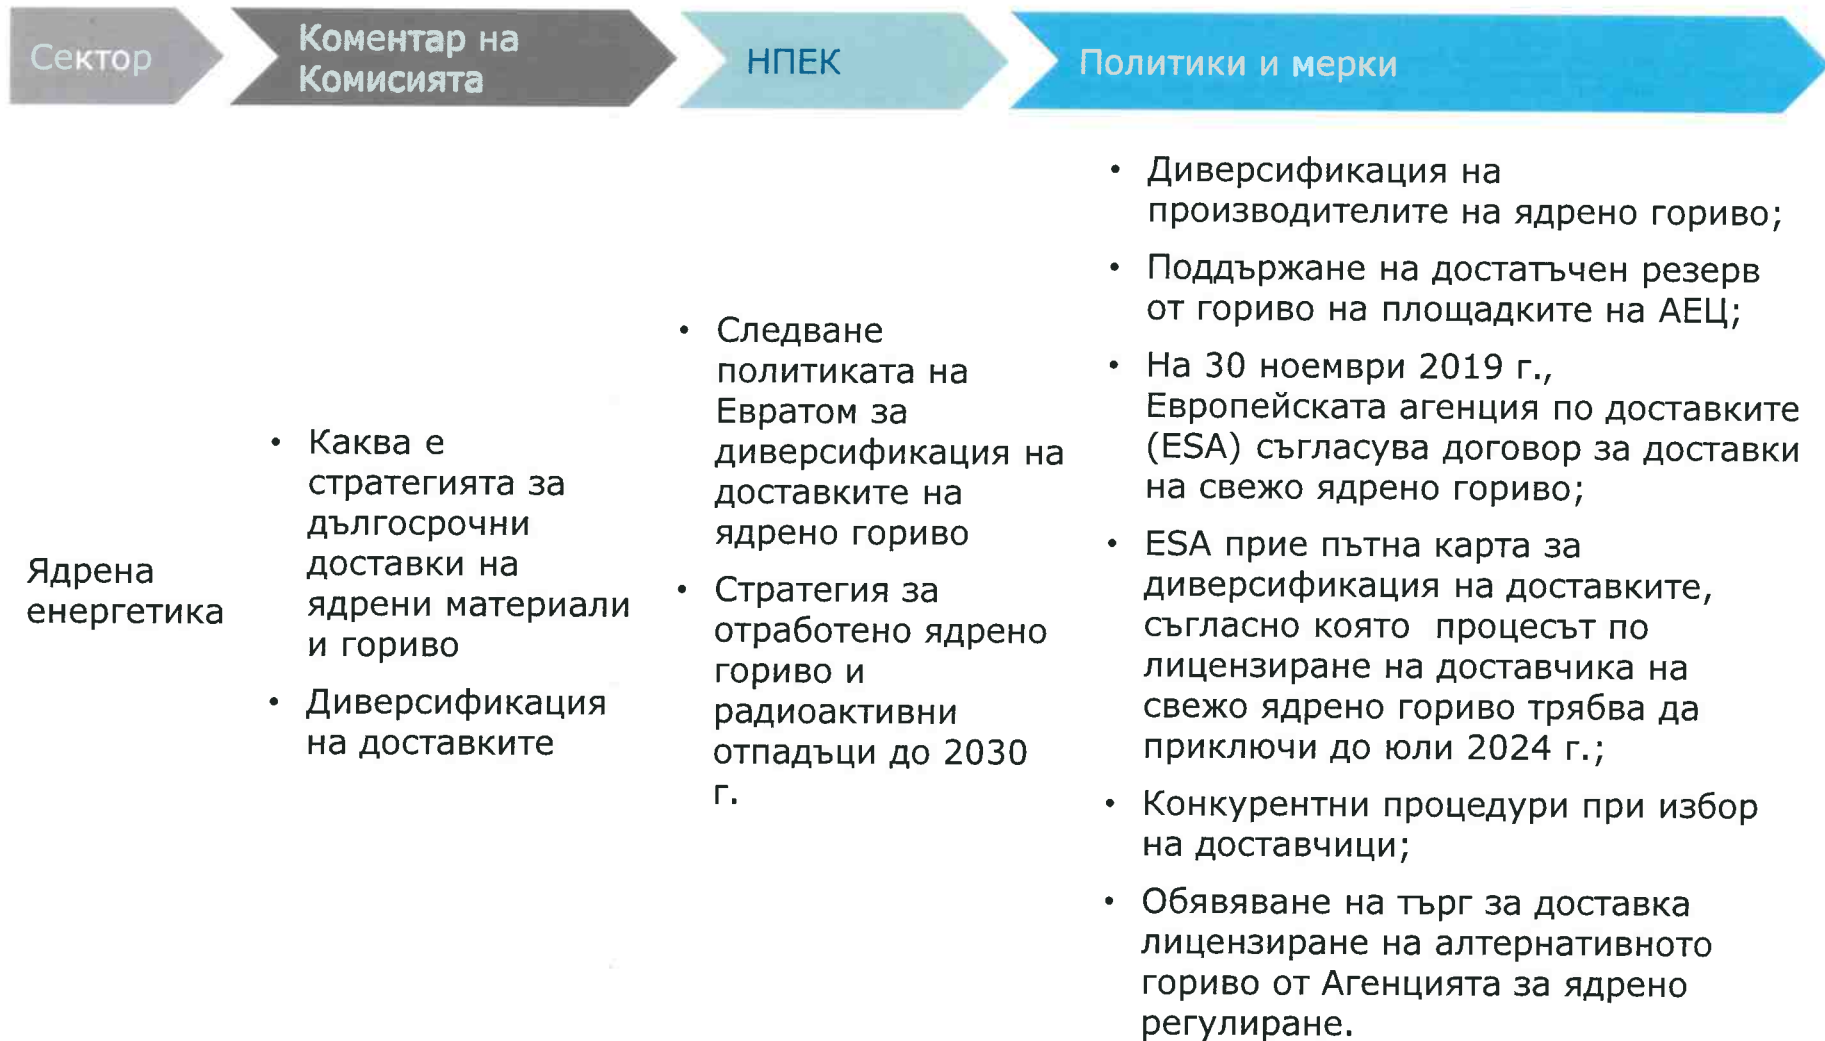 Сектор
Коментар на
Комисията
НПЕК
Политики и мерки
Ядрена
енергетика
• Каква е
стратегията за
дългосрочни
доставки на
ядрени материали
и гориво
• Диверсификация
на доставките
• Следване
политиката на
Евратом за
диверсификация на
доставките на
ядрено гориво
• Стратегия за
отработено ядрено
гориво и
радиоактивни
отпадъци до 2030
г.
• Диверсификация на
производителите на ядрено гориво;
• Поддържане на достатъчен резерв
от гориво на площадките на АЕЦ;
• На 30 ноември 2019 г.,
Европейската агенция по доставките
(ESA) съгласува договор за доставки
на свежо ядрено гориво;
• ESA прие пътна карта за
диверсификация на доставките,
съгласно която процесът по
лицензиране на доставчика на
свежо ядрено гориво трябва да
приключи до юли 2024 г.;
• Конкурентни процедури при избор
на доставчици;
• Обявяване на търг за доставка
лицензиране на алтернативното
гориво от Агенцията за ядрено
регулиране.